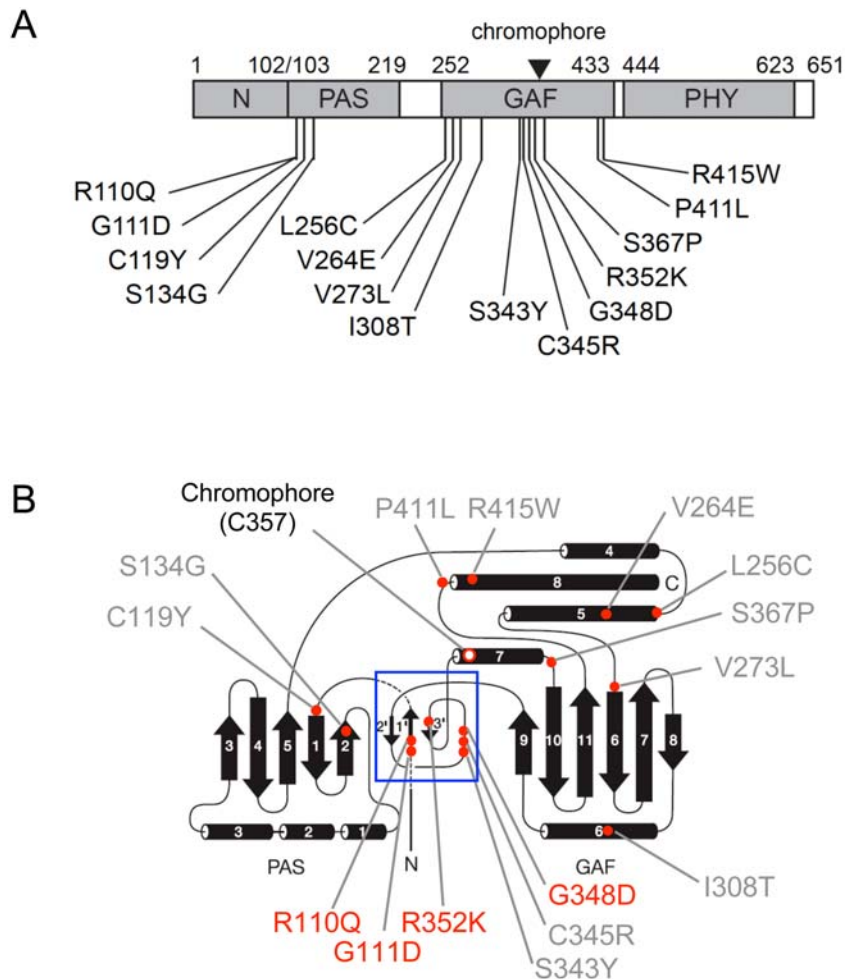 A
chromophore
1 102/103 219 252 433 444 623 651
N PAS GAF PHY
R110Q
G111D
C119Y
S134G
L256C
V264E
V273L
I308T
S343Y
C345R
G348D
R352K
S367P
P411L
R415W
B
Chromophore
(C357)
P411L R415W
V264E
S134G
L256C
C119Y
S367P
V273L
4
8 C
5
7
3 4 5 1 2
2' 1' 3'
9 10 11 6 7 8
3 2 1
6
PAS
N
GAF
I308T
R110Q
G111D
R352K
G348D
C345R
S343Y